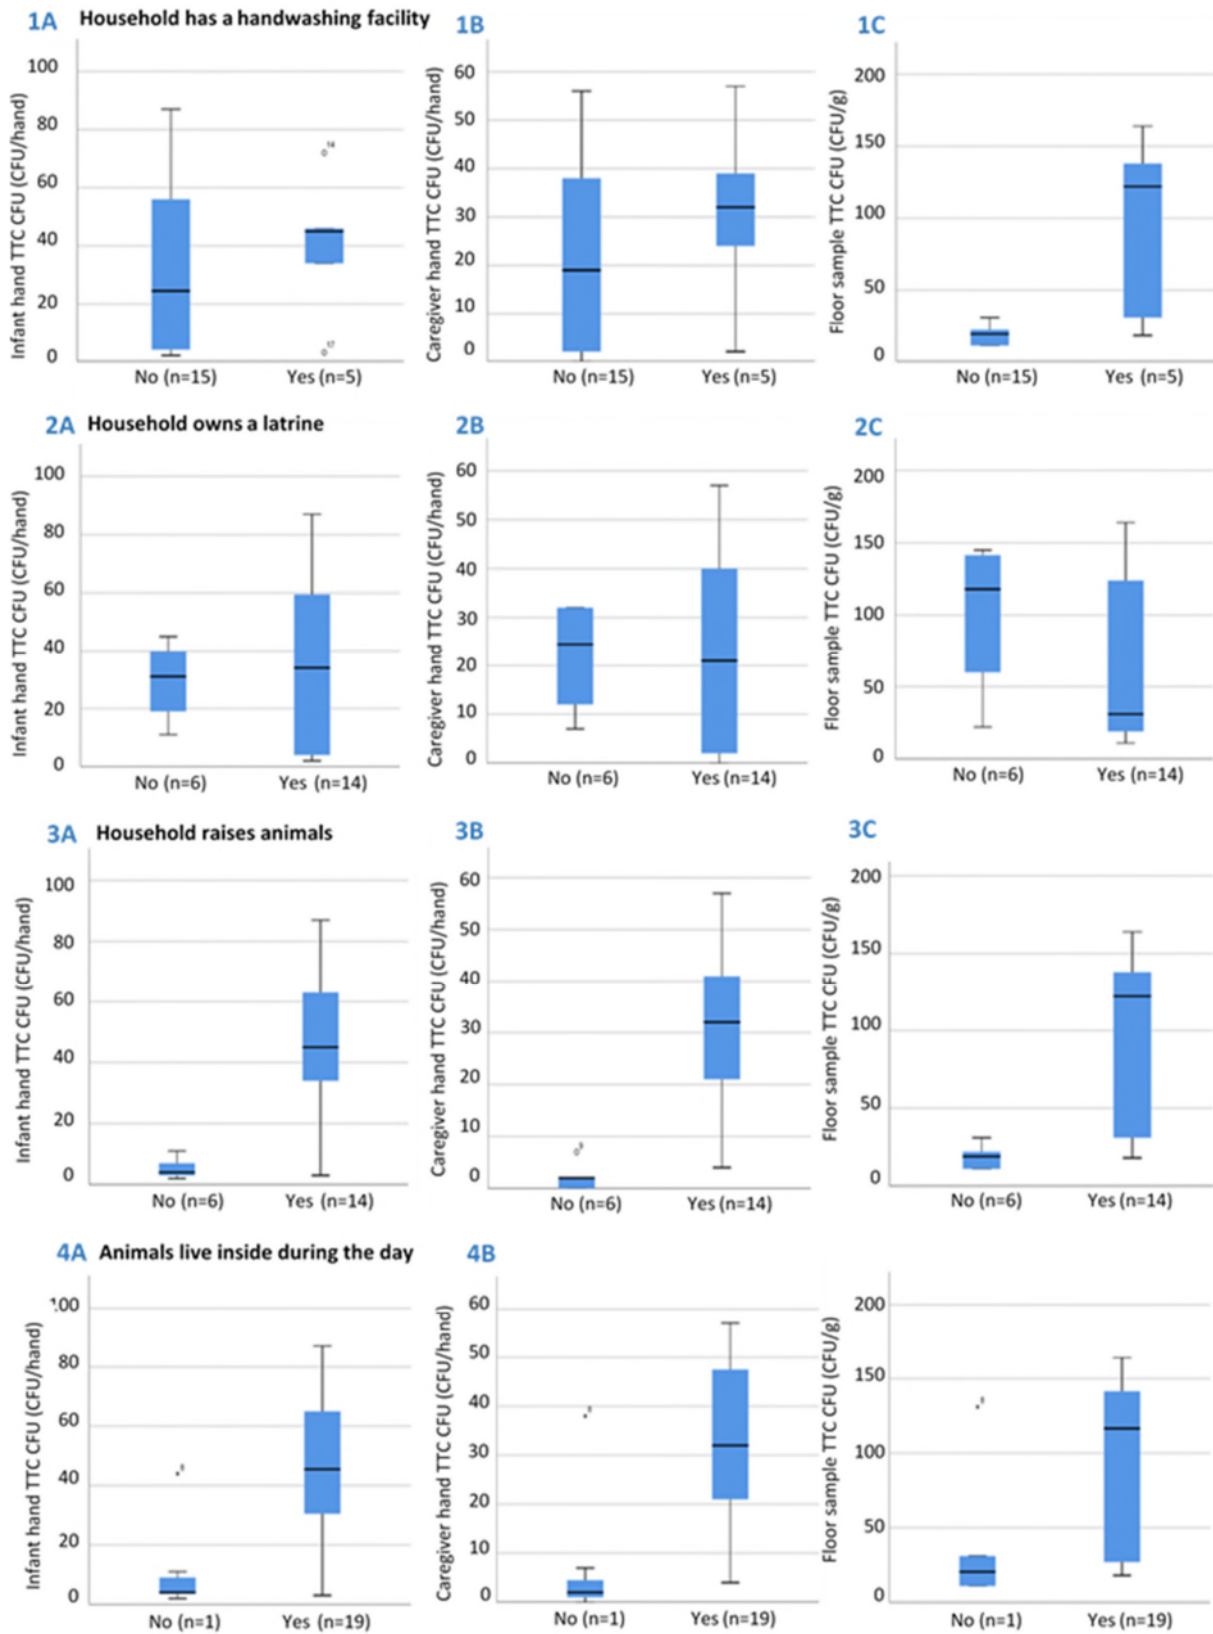 1A Household has a handwashing facility 1B 1C
Infant hand TTC CFU (CFU/hand)
100
80
60
40
20
0
14
17
No (n=15) Yes (n=5)
Caregiver hand TTC CFU (CFU/hand)
60
50
40
30
20
10
0
No (n=15) Yes (n=5)
Floor sample TTC CFU (CFU/g)
200
150
100
50
0
No (n=15) Yes (n=5)
2A Household owns a latrine 2B 2C
Infant hand TTC CFU (CFU/hand)
100
80
60
40
20
0
No (n=6) Yes (n=14)
Caregiver hand TTC CFU (CFU/hand)
60
50
40
30
20
10
0
No (n=6) Yes (n=14)
Floor sample TTC CFU (CFU/g)
200
150
100
50
0
No (n=6) Yes (n=14)
3A Household raises animals 3B 3C
Infant hand TTC CFU (CFU/hand)
100
80
60
40
20
0
No (n=6) Yes (n=14)
Caregiver hand TTC CFU (CFU/hand)
60
50
40
30
20
10
0
No (n=6) Yes (n=14)
Floor sample TTC CFU (CFU/g)
200
150
100
50
0
No (n=6) Yes (n=14)
4A Animals live inside during the day 4B
Infant hand TTC CFU (CFU/hand)
100
80
60
40
20
0
No (n=1) Yes (n=19)
Caregiver hand TTC CFU (CFU/hand)
60
50
40
30
20
10
0
No (n=1) Yes (n=19)
Floor sample TTC CFU (CFU/g)
200
150
100
50
0
No (n=1) Yes (n=19)